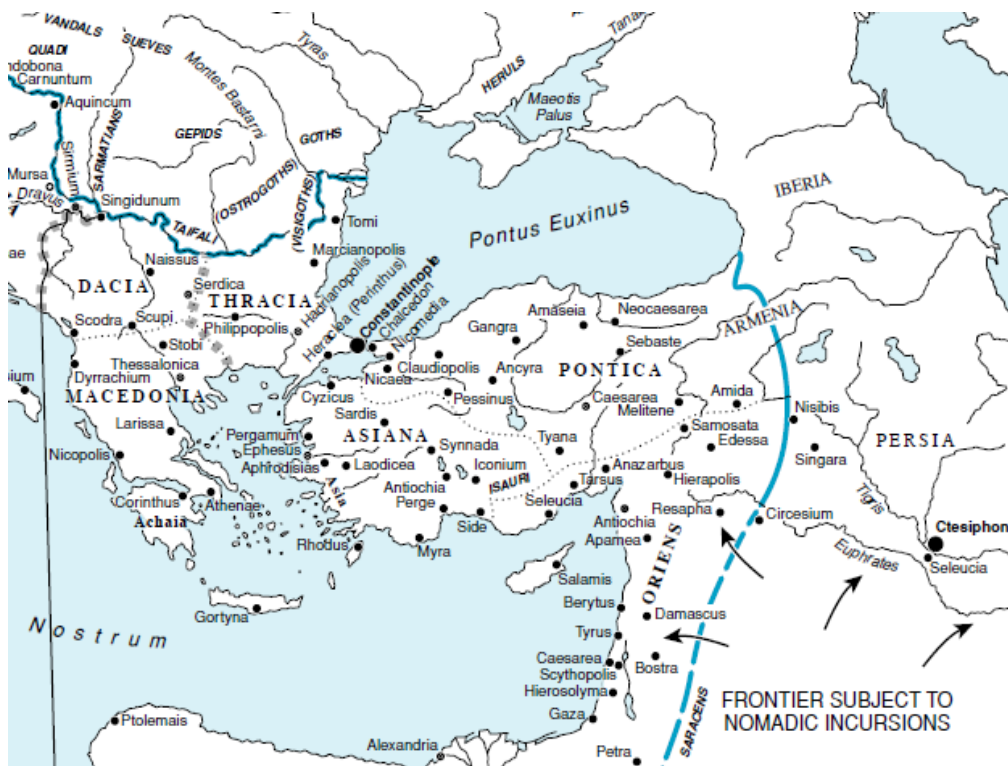 VANDALS
SUEVES
QUADI
ndobona
Carnuntum
Aquincum
SARMATIANS
Montes Bastarni
Tyras
GEPIDS
GOTHS
(OSTROGOTHS)
(VISIGOTHS)
TAIFALI
HERULS
Tanais
Maeotis
Palus
IBERIA
Mursa
Dravus
Sirmium
Singidunum
Tomi
Marcianopolis
Pontus Euxinus
Naissus
DACIA
Serdica
THRACIA
Hadrianopolis
Heraclea (Perinthus)
Constantinople
Chalcedon
Nicomedia
ae
Scodra
Scupi
Philippopolis
Stobi
Thessalonica
Dyrrachium
MACEDONIA
Larissa
Nicopolis
sium
Corinthus
Athenae
Achaia
Amaseia
Neocaesarea
Gangra
ARMENIA
Sebaste
Claudiopolis
Nicaea
Ancyra
PONTICA
Cyzicus
Pessinus
Caesarea
Melitene
Amida
Nisibis
Sardis
Samosata
Edessa
PERSIA
Pergamum
Ephesus
Aphrodisias
ASIANA
Synnada
Tyana
Singara
Laodicea
Iconium
Anazarbus
Asia
Antiochia
ISAURI
Tarsus
Hierapolis
Tigris
Perge
Seleucia
Side
Myra
Rhodus
Resapha
Circesium
Antiochia
Apamea
ORIENS
Ctesiphon
Euphrates
Seleucia
Salamis
Gortyna
Berytus
Damascus
Nostrum
Tyrus
Caesarea
Bostra
Scythopolis
Hierosolyma
FRONTIER SUBJECT TO
NOMADIC INCURSIONS
Gaza
SARACENS
Ptolemais
Alexandria
Petra